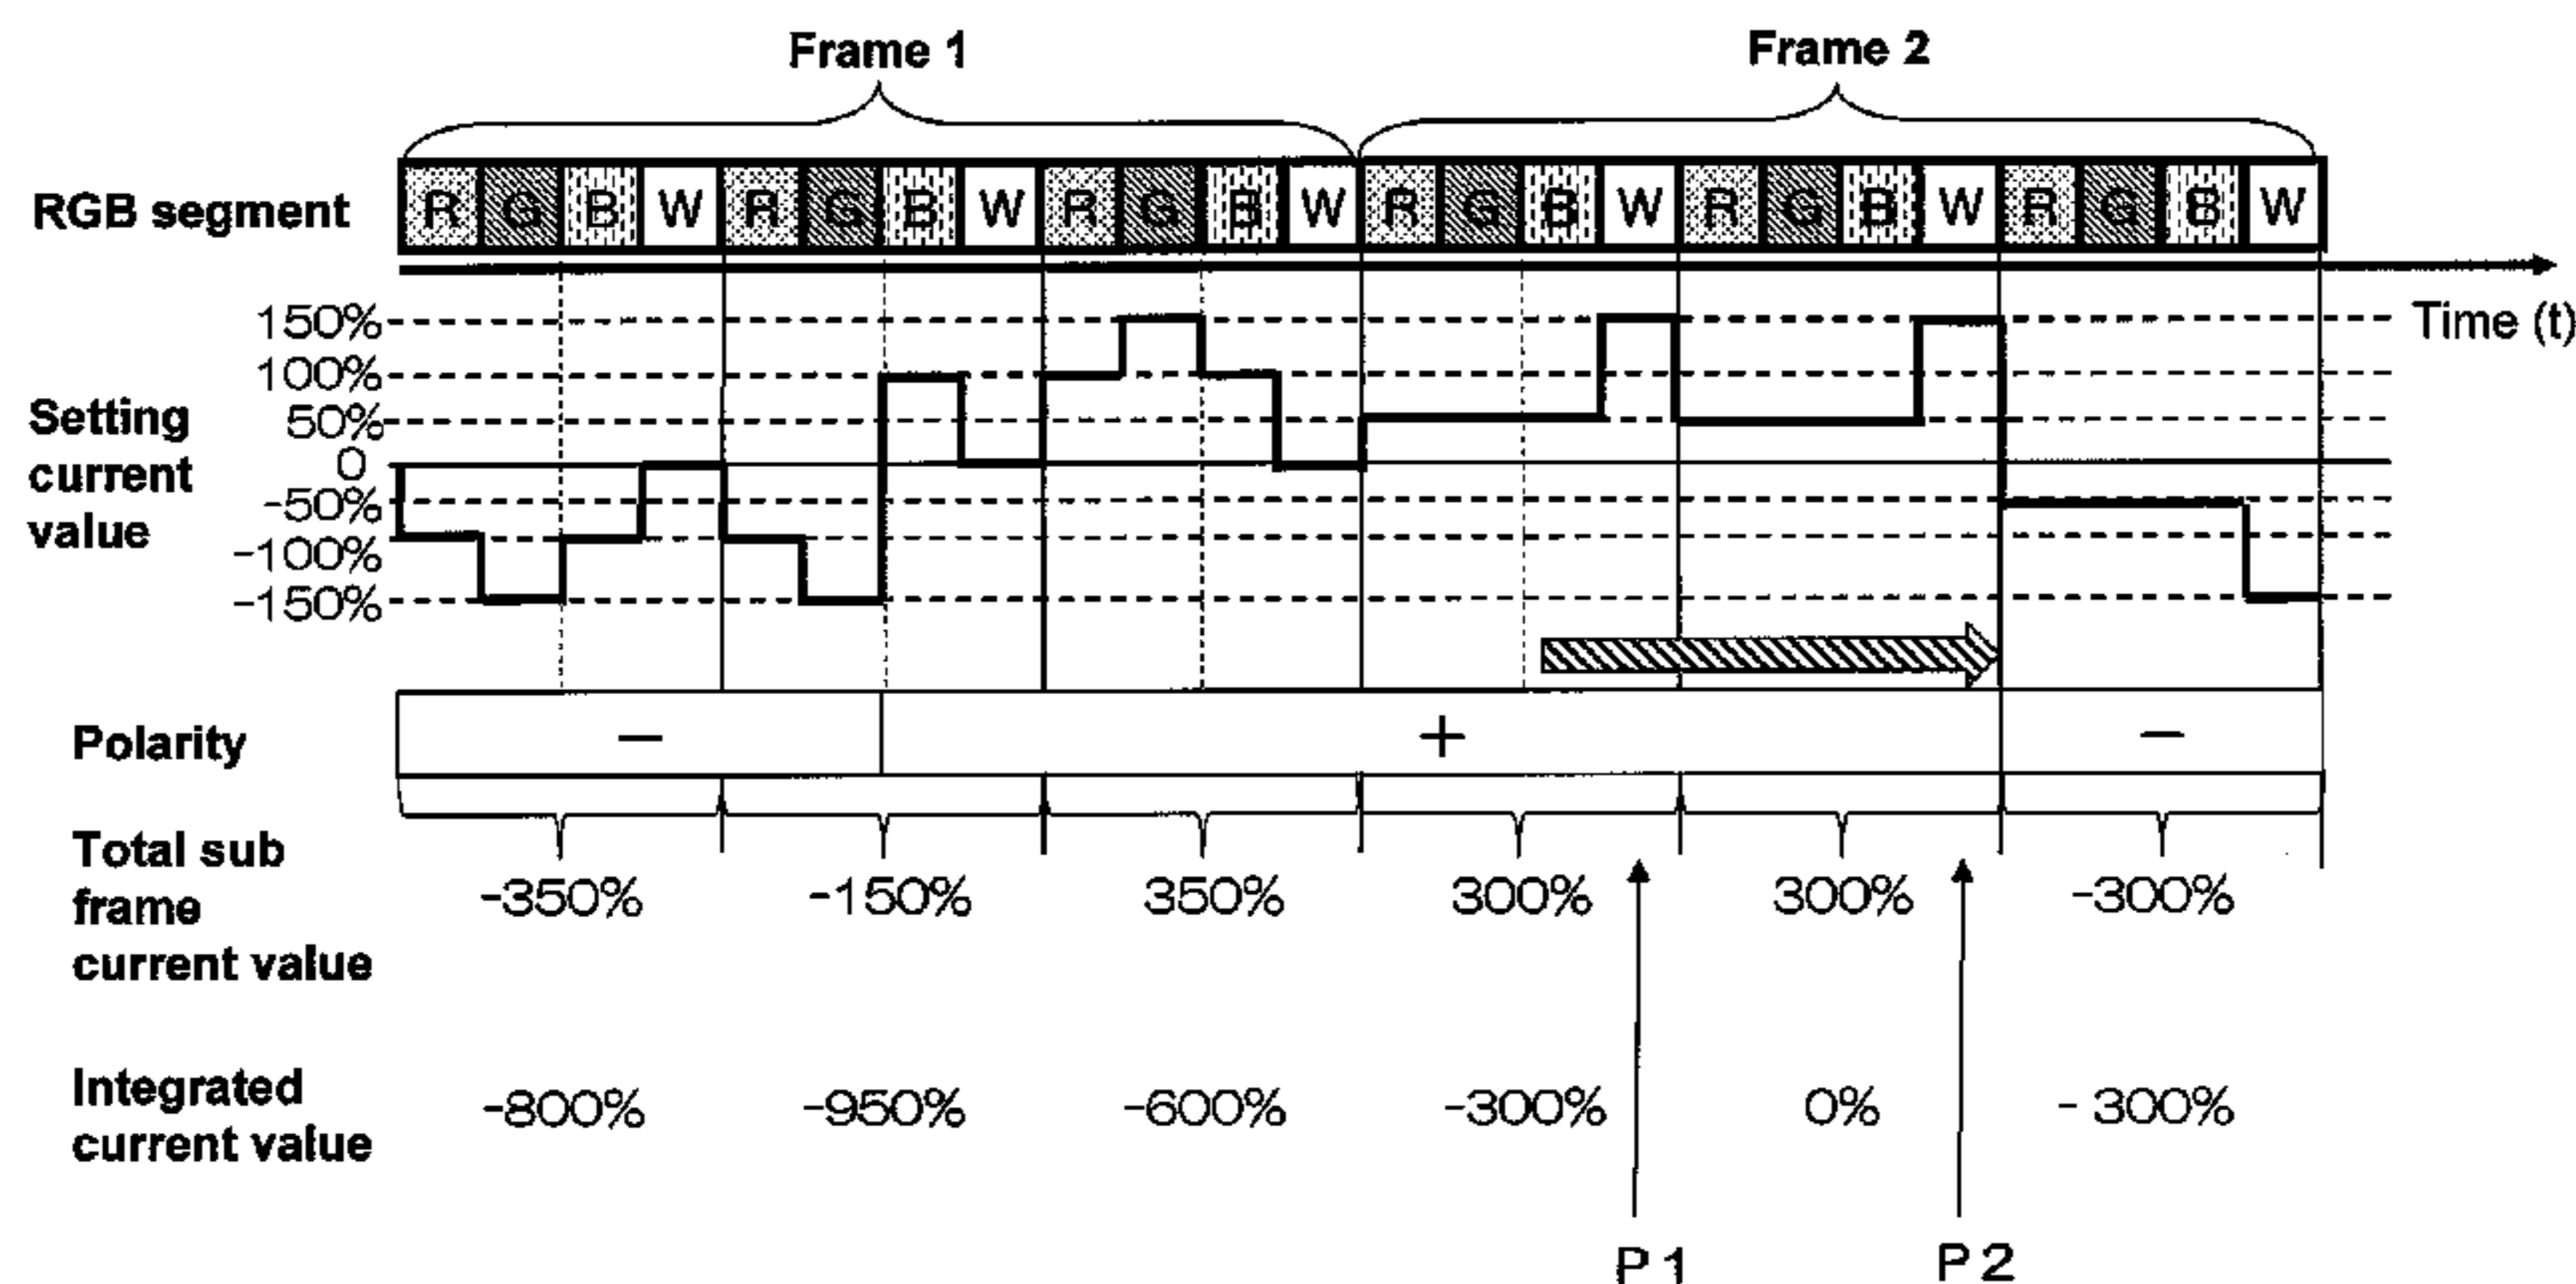 Frame 1 Frame 2
RGB segment R G B W R G B W R G B W R G B W R G B W R G B W
Time (t)
Setting
current
value
150%
100%
50%
0
-50%
-100%
-150%
Polarity − + −
Total sub
frame
current value
-350% -150% 350% 300% 300% -300%
Integrated
current value
-800% -950% -600% -300% 0% - 300%
P1 P2